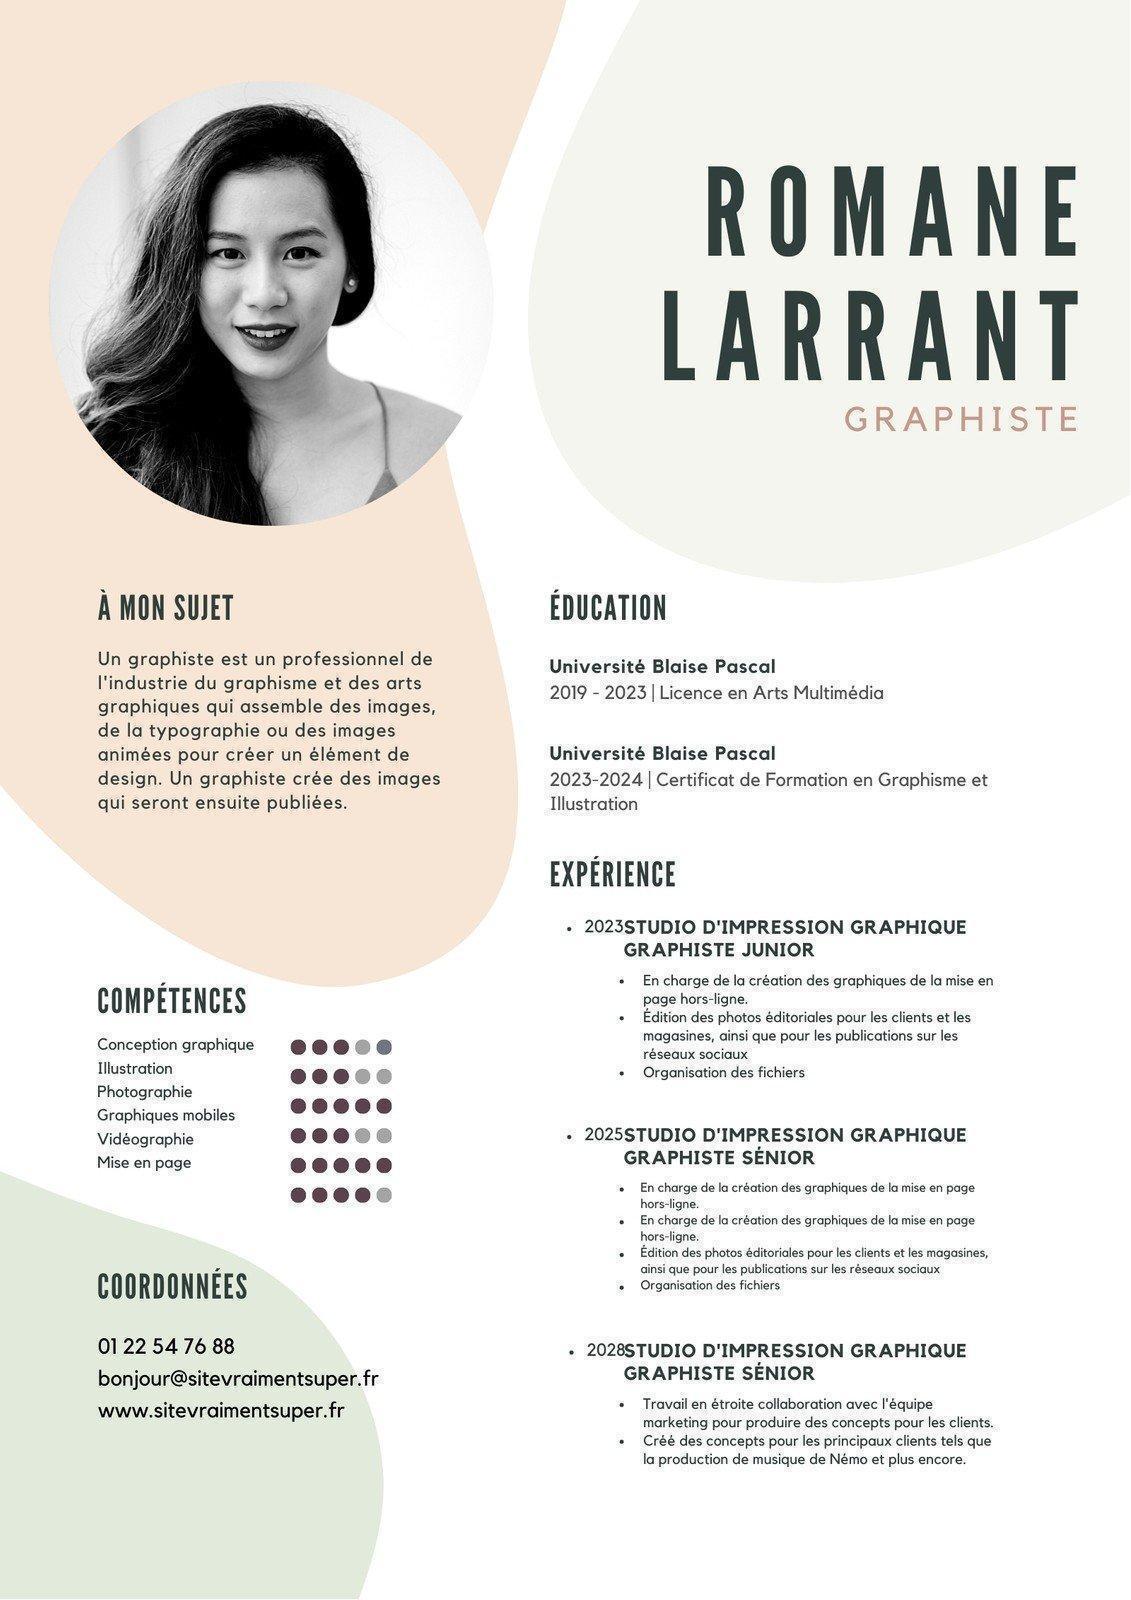 ROMANE
LARRANT
GRAPHISTE
À MON SUJET
Un graphiste est un professionnel de
l'industrie du graphisme et des arts
graphiques qui assemble des images,
de la typographie ou des images
animées pour créer un élément de
design. Un graphiste crée des images
qui seront ensuite publiées.
COMPÉTENCES
Conception graphique
Illustration
Photographie
Graphiques mobiles
Vidéographie
Mise en page
COORDONNÉES
01 22 54 76 88
bonjour@sitevraimentsuper.fr
www.sitevraimentsuper.fr
ÉDUCATION
Université Blaise Pascal
2019 - 2023 | Licence en Arts Multimédia
Université Blaise Pascal
2023-2024 | Certificat de Formation en Graphisme et
Illustration
EXPÉRIENCE
• 2023 STUDIO D'IMPRESSION GRAPHIQUE
GRAPHISTE JUNIOR
• En charge de la création des graphiques de la mise en
page hors-ligne.
• Édition des photos éditoriales pour les clients et les
magasines, ainsi que pour les publications sur les
réseaux sociaux
• Organisation des fichiers
• 2025 STUDIO D'IMPRESSION GRAPHIQUE
GRAPHISTE SÉNIOR
• En charge de la création des graphiques de la mise en page
hors-ligne.
• En charge de la création des graphiques de la mise en page
hors-ligne.
• Édition des photos éditoriales pour les clients et les magasines,
ainsi que pour les publications sur les réseaux sociaux
• Organisation des fichiers
• 2028 STUDIO D'IMPRESSION GRAPHIQUE
GRAPHISTE SÉNIOR
• Travail en étroite collaboration avec l'équipe
marketing pour produire des concepts pour les clients.
• Créé des concepts pour les principaux clients tels que
la production de musique de Némo et plus encore.